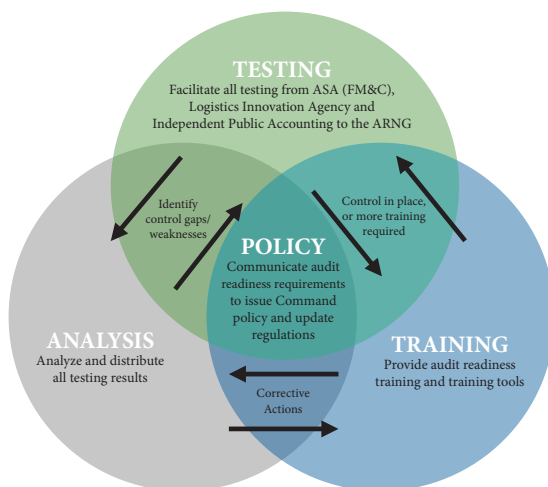 TESTING
Facilitate all testing from ASA (FM&C),
Logistics Innovation Agency and
Independent Public Accounting to the ARNG
Identify
control gaps/
weaknesses
Control in place,
or more training
required
POLICY
Communicate audit
readiness requirements
to issue Command
policy and update
regulations
ANALYSIS
Analyze and distribute
all testing results
TRAINING
Provide audit readiness
training and training tools
Corrective
Actions